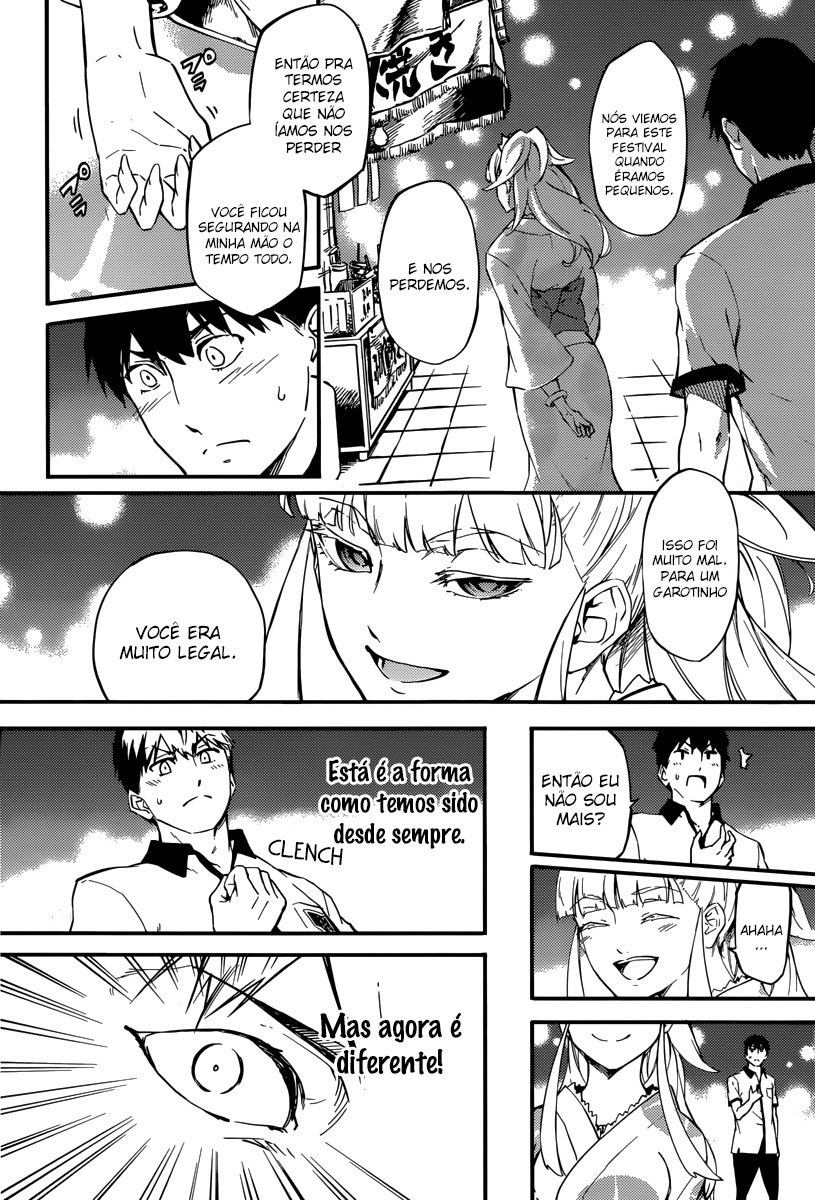 NÓS VIEMOS
PARA ESTE
FESTIVAL
QUANDO
ÉRAMOS
PEQUENOS.
E NOS
PERDEMOS.
ENTÃO PRA
TERMOS
CERTEZA
QUE NÃO
ÍAMOS NOS
PERDER
VOCÊ FICOU
SEGURANDO NA
MINHA MÃO O
TEMPO TODO.
ISSO FOI
MUITO MAL.
PARA UM
GAROTINHO
VOCÊ ERA
MUITO LEGAL.
ENTÃO EU
NÃO SOU
MAIS?
AHAHA
...
Está é a forma
como temos sido
desde sempre.
CLENCH
Mas agora é
diferente!